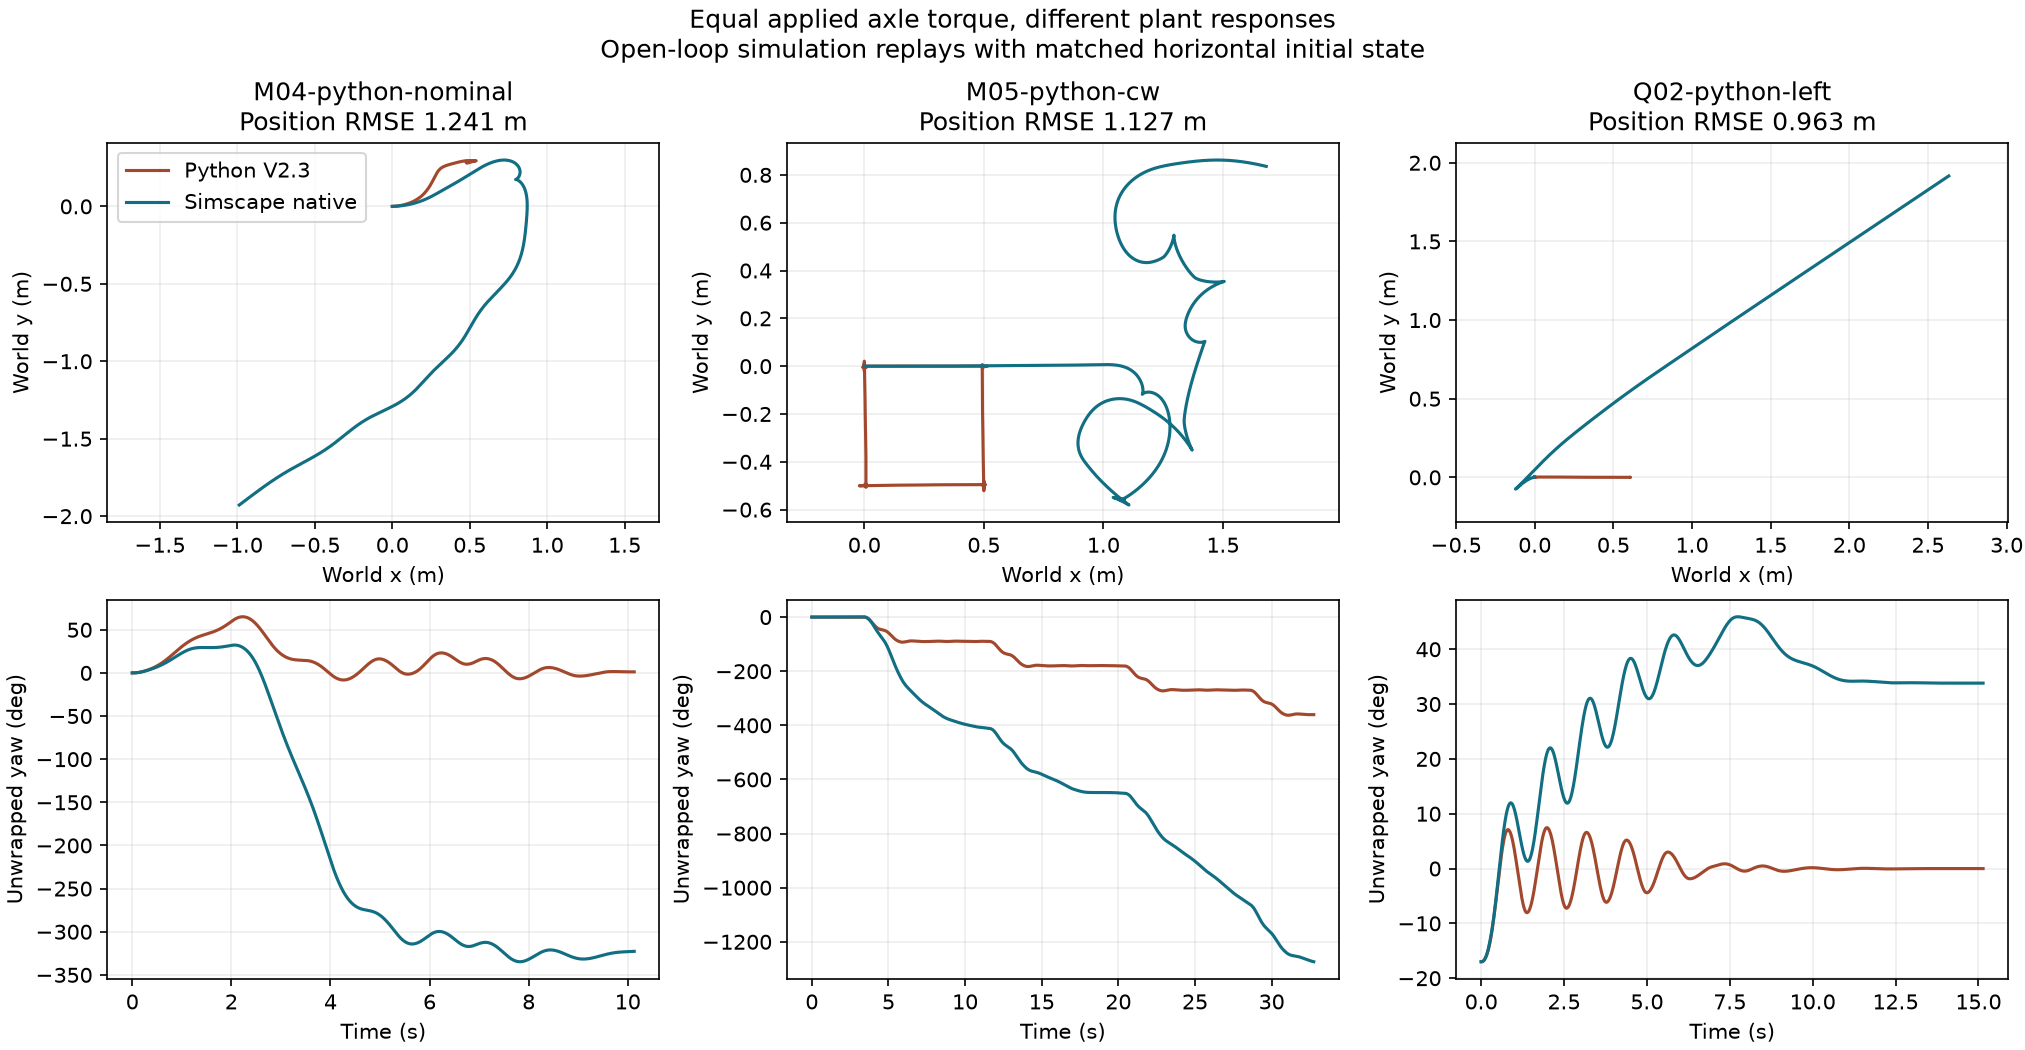 Equal applied axle torque, different plant responses
Open-loop simulation replays with matched horizontal initial state
M04-python-nominal
Position RMSE 1.241 m
Python V2.3
Simscape native
World y (m)
0.0
−0.5
−1.0
−1.5
−2.0
−1.5 −1.0 −0.5 0.0 0.5 1.0 1.5
World x (m)
M05-python-cw
Position RMSE 1.127 m
World y (m)
0.8
0.6
0.4
0.2
0.0
−0.2
−0.4
−0.6
0.0 0.5 1.0 1.5
World x (m)
Q02-python-left
Position RMSE 0.963 m
World y (m)
2.0
1.5
1.0
0.5
0.0
−0.5 0.0 0.5 1.0 1.5 2.0 2.5 3.0
World x (m)
Unwrapped yaw (deg)
50
0
−50
−100
−150
−200
−250
−300
−350
0 2 4 6 8 10
Time (s)
Unwrapped yaw (deg)
0
−200
−400
−600
−800
−1000
−1200
0 5 10 15 20 25 30
Time (s)
Unwrapped yaw (deg)
40
30
20
10
0
−10
−20
0.0 2.5 5.0 7.5 10.0 12.5 15.0
Time (s)